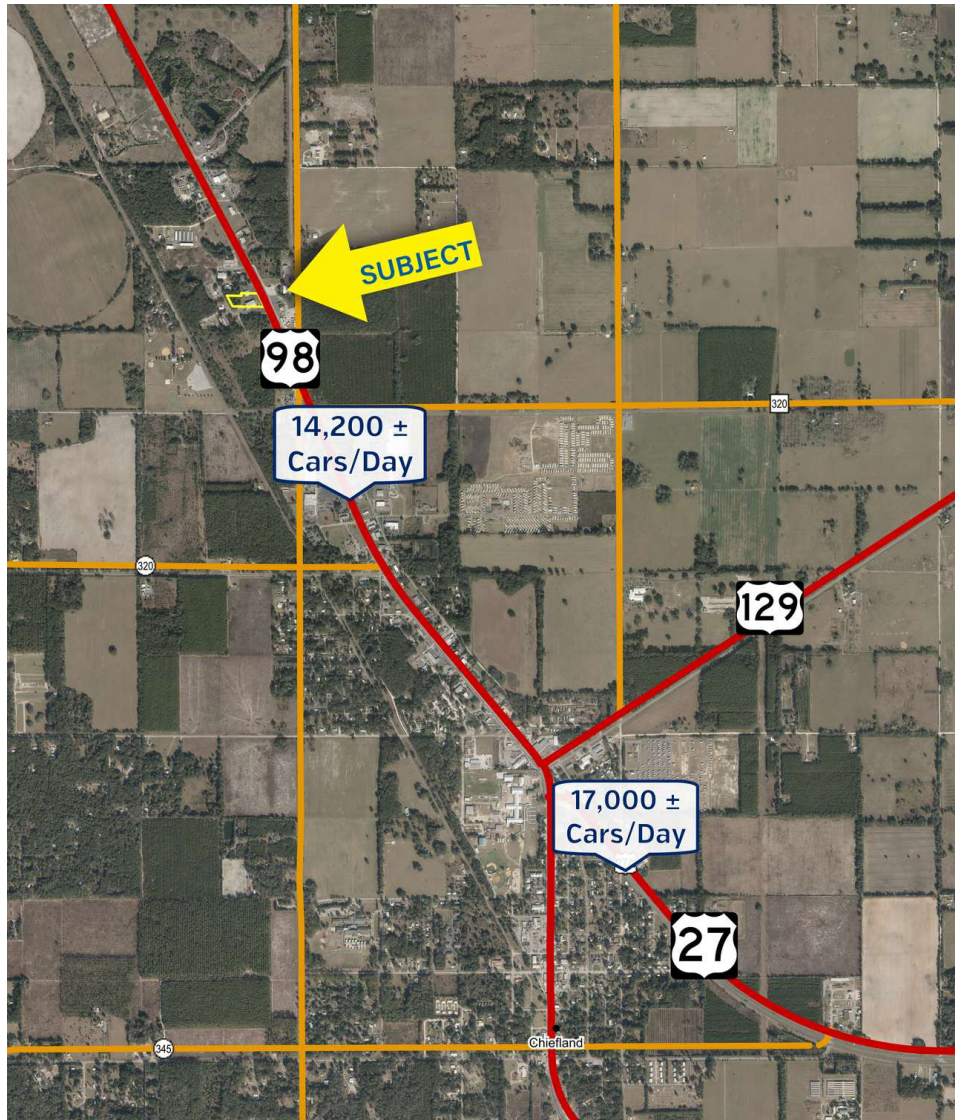 SUBJECT
98
14,200 ±
Cars/Day
320
320
129
17,000 ±
Cars/Day
27
Chiefland
345